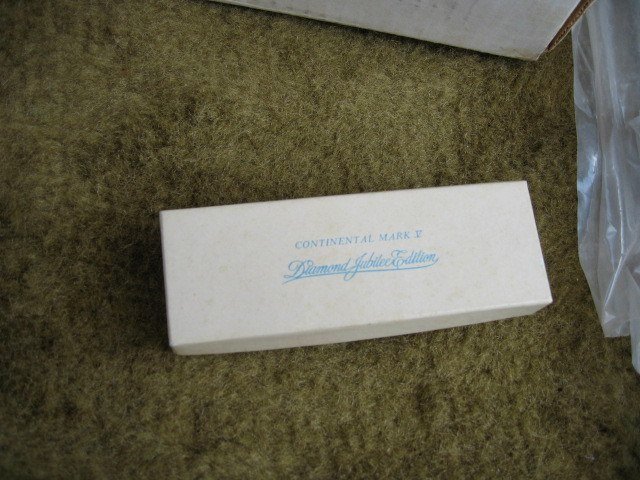 CONTINENTAL MARK V
Diamond Jubilee Edition